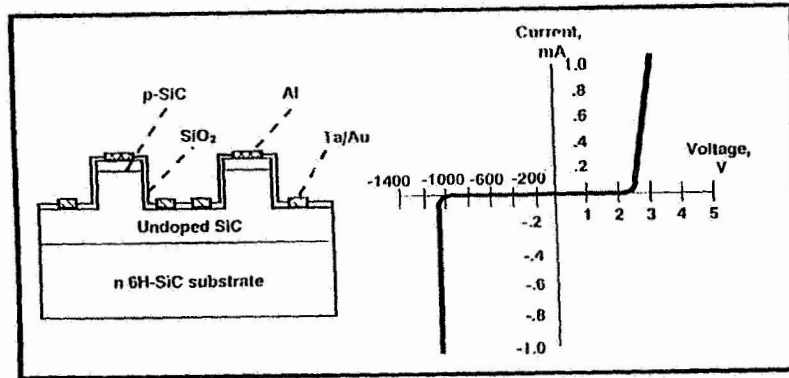 p-SiC
Al
SiO₂
Ta/Au
Undoped SiC
n 6H-SiC substrate
Current,
mA
1.0
.8
.6
.4
.2
Voltage,
V
-1400 -1000 -600 -200
1 2 3 4 5
-.2
-.4
-.6
-.8
-1.0